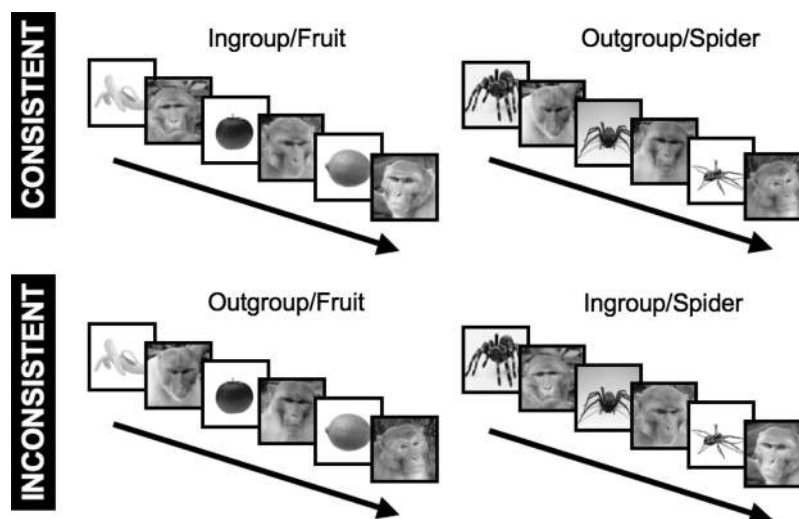 CONSISTENT
Ingroup/Fruit
Outgroup/Spider
INCONSISTENT
Outgroup/Fruit
Ingroup/Spider